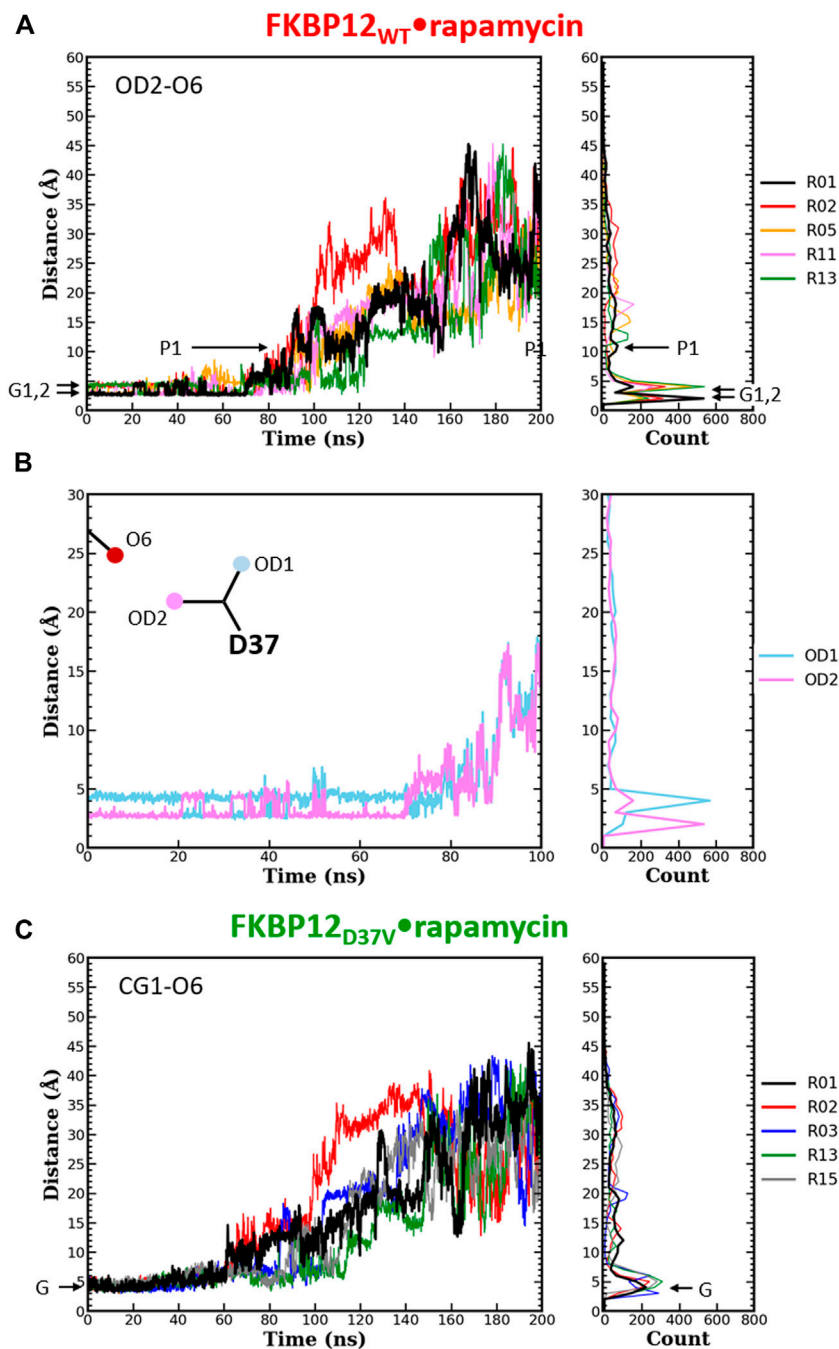 A
FKBP12WT•rapamycin
OD2-O6
60
55
50
45
40
35
30
25
20
15
10
5
0
Distance (Å)
P1
P1
G1,2
0 20 40 60 80 100 120 140 160 180 200
Time (ns)
60
55
50
45
40
35
30
25
20
15
10
5
0
P1
G1,2
0 200 400 600 800
Count
R01
R02
R05
R11
R13
B
30
25
20
15
10
5
0
Distance (Å)
O6
OD1
OD2
D37
0 20 40 60 80 100
Time (ns)
30
25
20
15
10
5
0
0 200 400 600 800
Count
OD1
OD2
C
FKBP12D37V•rapamycin
CG1-O6
60
55
50
45
40
35
30
25
20
15
10
5
0
Distance (Å)
G
0 20 40 60 80 100 120 140 160 180 200
Time (ns)
60
55
50
45
40
35
30
25
20
15
10
5
0
G
0 200 400 600 800
Count
R01
R02
R03
R13
R15